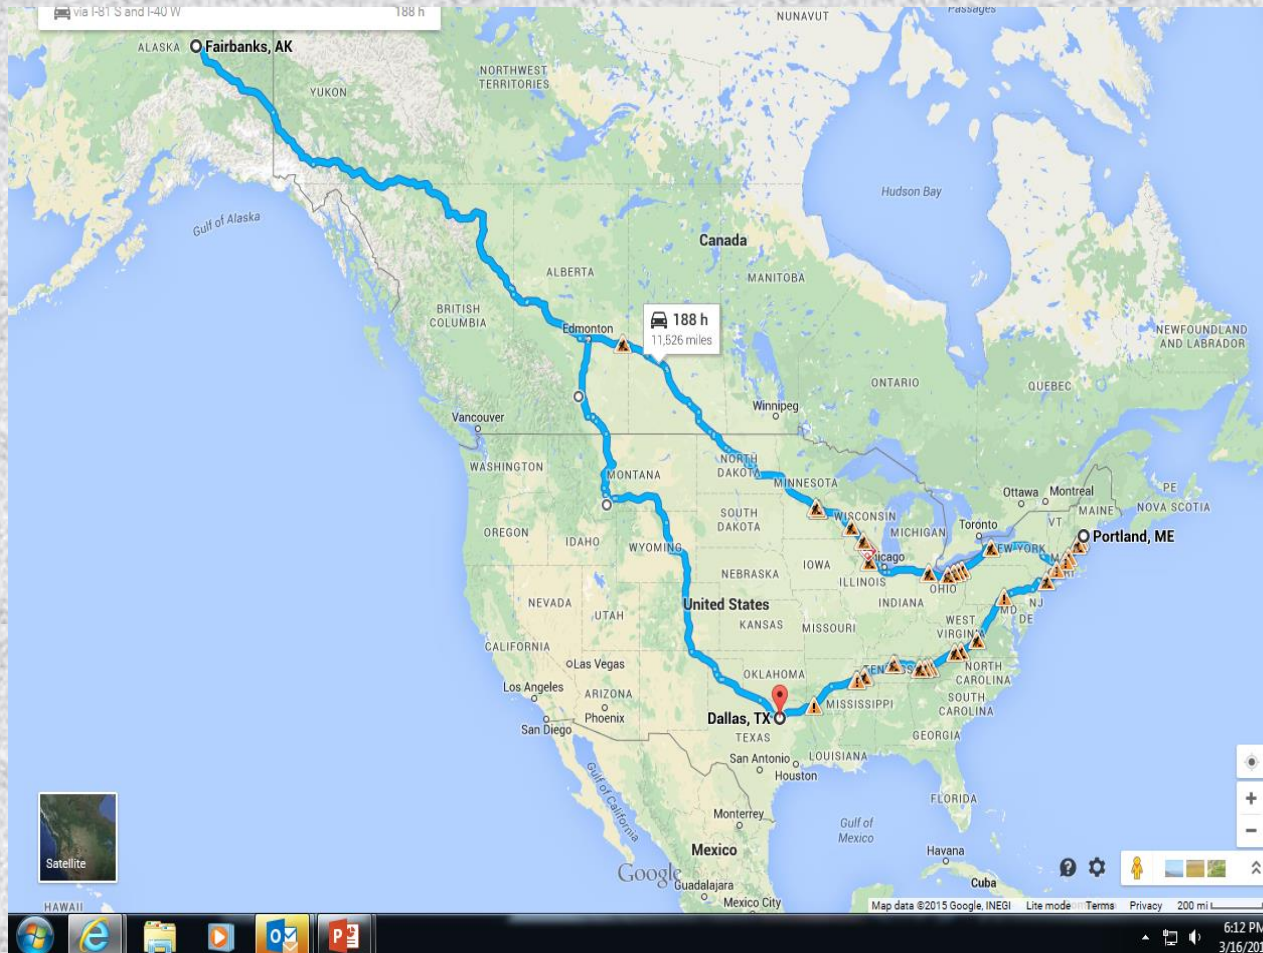 via I-81 S and I-40 W 188 h
NUNAVUT
Passages
ALASKA
Fairbanks, AK
NORTHWEST
TERRITORIES
YUKON
Hudson Bay
Gulf of Alaska
Canada
ALBERTA
MANITOBA
BRITISH
COLUMBIA
188 h
11,526 miles
Edmonton
NEWFOUNDLAND
AND LABRADOR
ONTARIO
QUEBEC
Winnipeg
Vancouver
WASHINGTON
MONTANA
NORTH
DAKOTA
MINNESOTA
Ottawa
Montreal
PE
NOVA SCOTIA
MAINE
VT
SOUTH
DAKOTA
WISCONSIN
MICHIGAN
Toronto
Portland, ME
OREGON
IDAHO
WYOMING
IOWA
NEW YORK
NEBRASKA
ILLINOIS
OHIO
INDIANA
MD
NJ
DE
NEVADA
UTAH
United States
KANSAS
MISSOURI
WEST
VIRGINIA
CALIFORNIA
Las Vegas
OKLAHOMA
NORTH
CAROLINA
Los Angeles
ARIZONA
Phoenix
MISSISSIPPI
SOUTH
CAROLINA
San Diego
Dallas, TX
TEXAS
GEORGIA
San Antonio
LOUISIANA
Houston
Gulf of California
FLORIDA
Monterrey
Gulf of
Mexico
Mexico
Havana
Satellite
Google
Guadalajara
Cuba
Mexico City
HAWAII
Map data ©2015 Google, INEGI Lite mode Terms Privacy 200 mi
6:12 PM
3/16/201